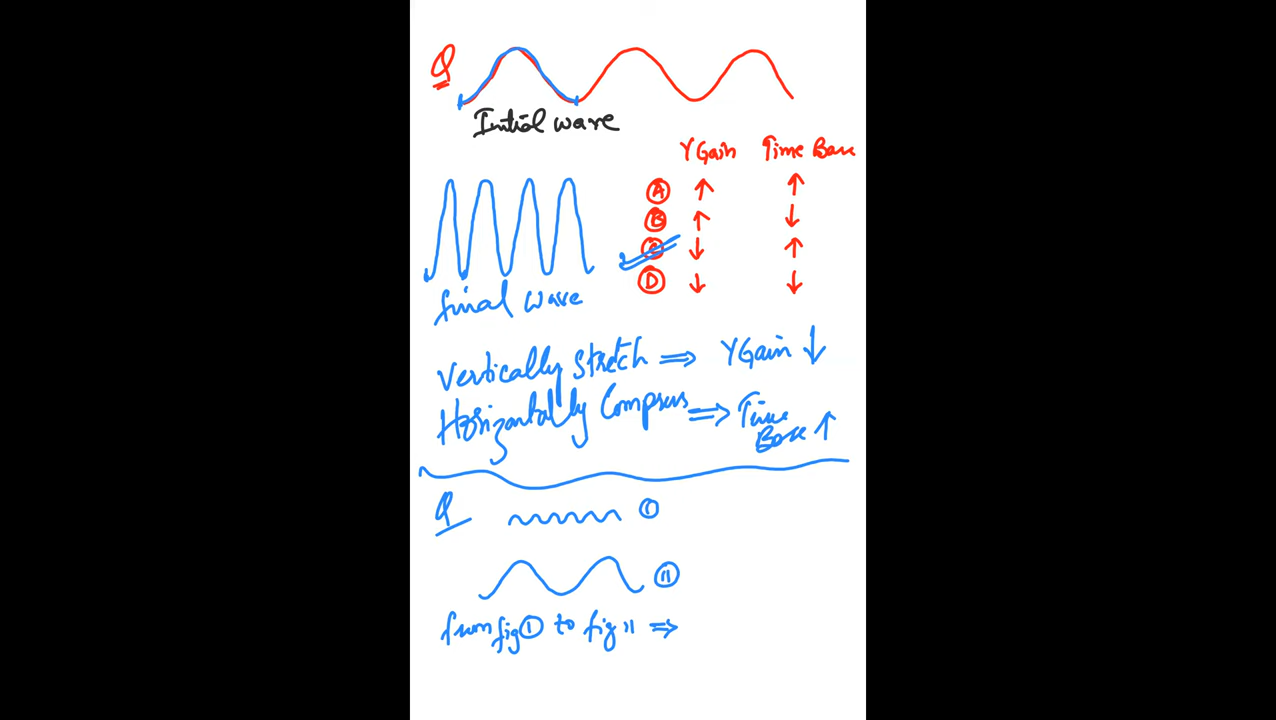 Q
Initial wave
Y Gain Time Base
A ↑ ↑
B ↑ ↓
C ↓ ↑
D ↓ ↓
final wave
Vertically stretch ⇒ Y Gain ↓
Horizontally Compress ⇒ Time Base ↑
Q
I
II
from fig I to fig II ⇒